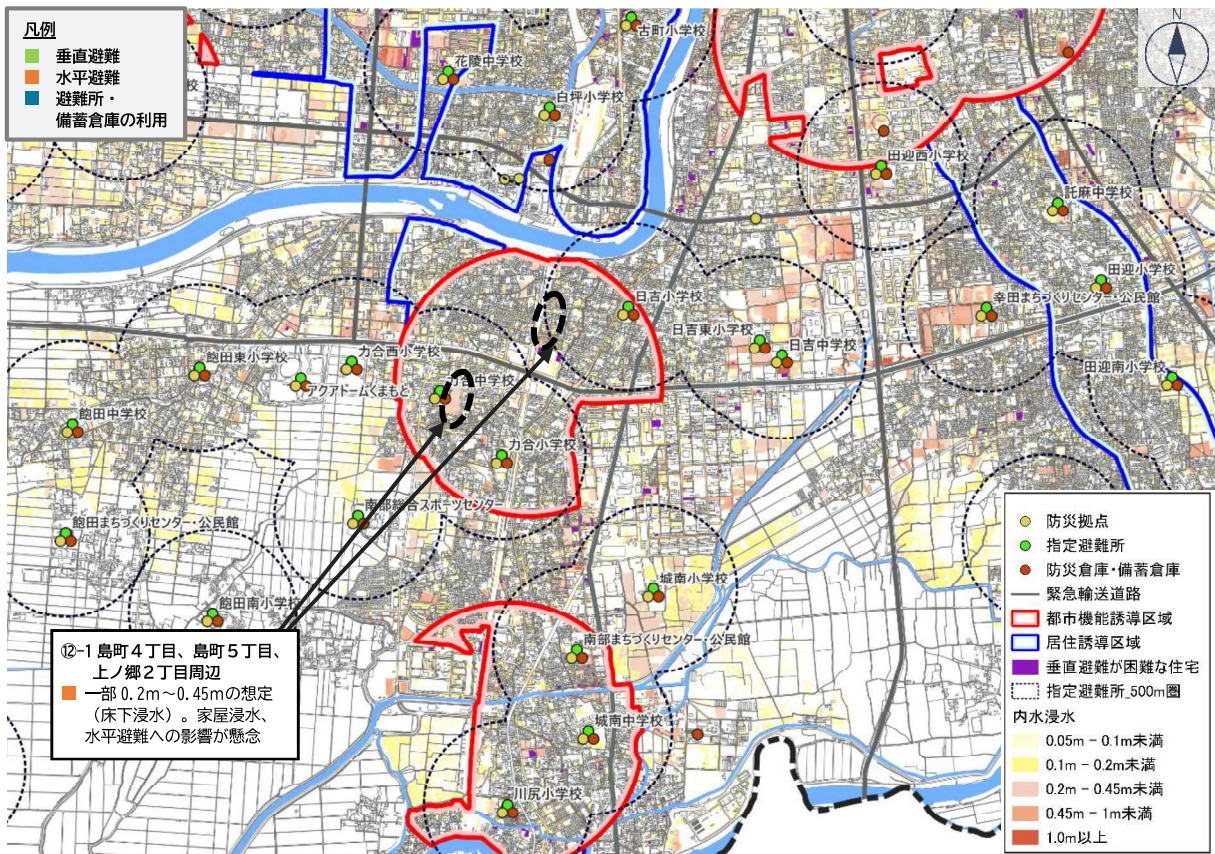 凡例
垂直避難
水平避難
避難所・
備蓄倉庫の利用
N
古町小学校
花陵中学校
白坪小学校
校
田迎西小学校
託麻中学校
田迎小学校
幸田まちづくりセンター・公民館
日吉小学校
日吉東小学校
日吉中学校
田迎南小学校
力合西小学校
飽田東小学校
アクアドームくまもと
力合中学校
飽田中学校
力合小学校
南部総合スポーツセンタ
飽田まちづくりセンター・公民館
城南小学校
飽田南小学校
南部まちづくりセンター・公民館
城南中学校
川尻小学校
⑫-1 島町4丁目、島町5丁目、
上ノ郷2丁目周辺
一部0.2m～0.45mの想定
（床下浸水）。家屋浸水、
水平避難への影響が懸念
防災拠点
指定避難所
防災倉庫・備蓄倉庫
緊急輸送道路
都市機能誘導区域
居住誘導区域
垂直避難が困難な住宅
指定避難所_500m圏
内水浸水
0.05m - 0.1m未満
0.1m - 0.2m未満
0.2m - 0.45m未満
0.45m - 1m未満
1.0m以上